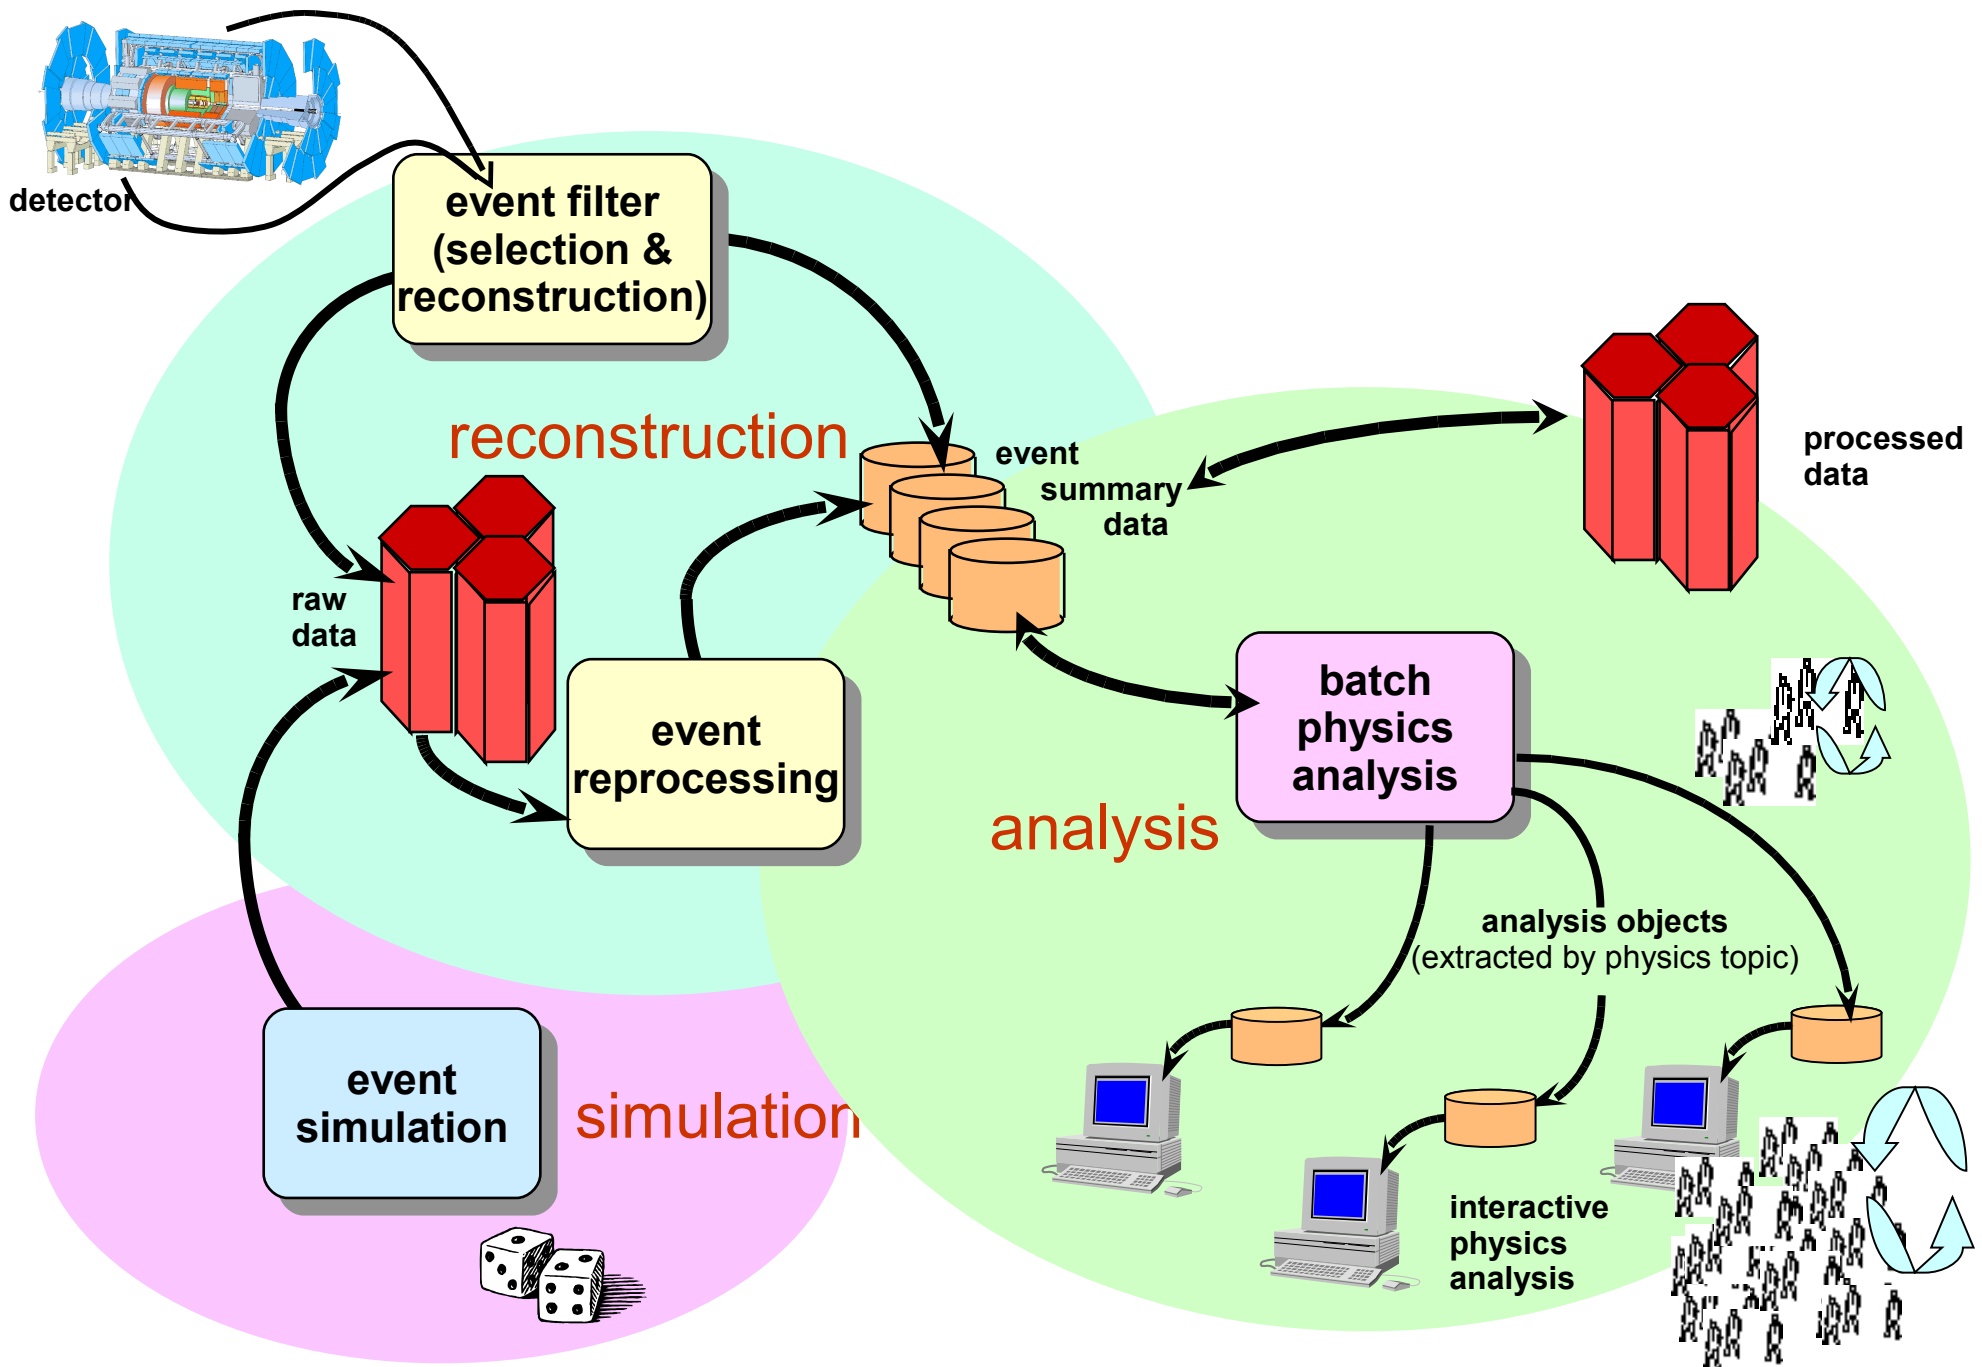 detector
event filter
(selection &
reconstruction)
reconstruction
event
summary
data
processed
data
raw
data
event
reprocessing
batch
physics
analysis
analysis
analysis objects
(extracted by physics topic)
event
simulation
simulation
interactive
physics
analysis